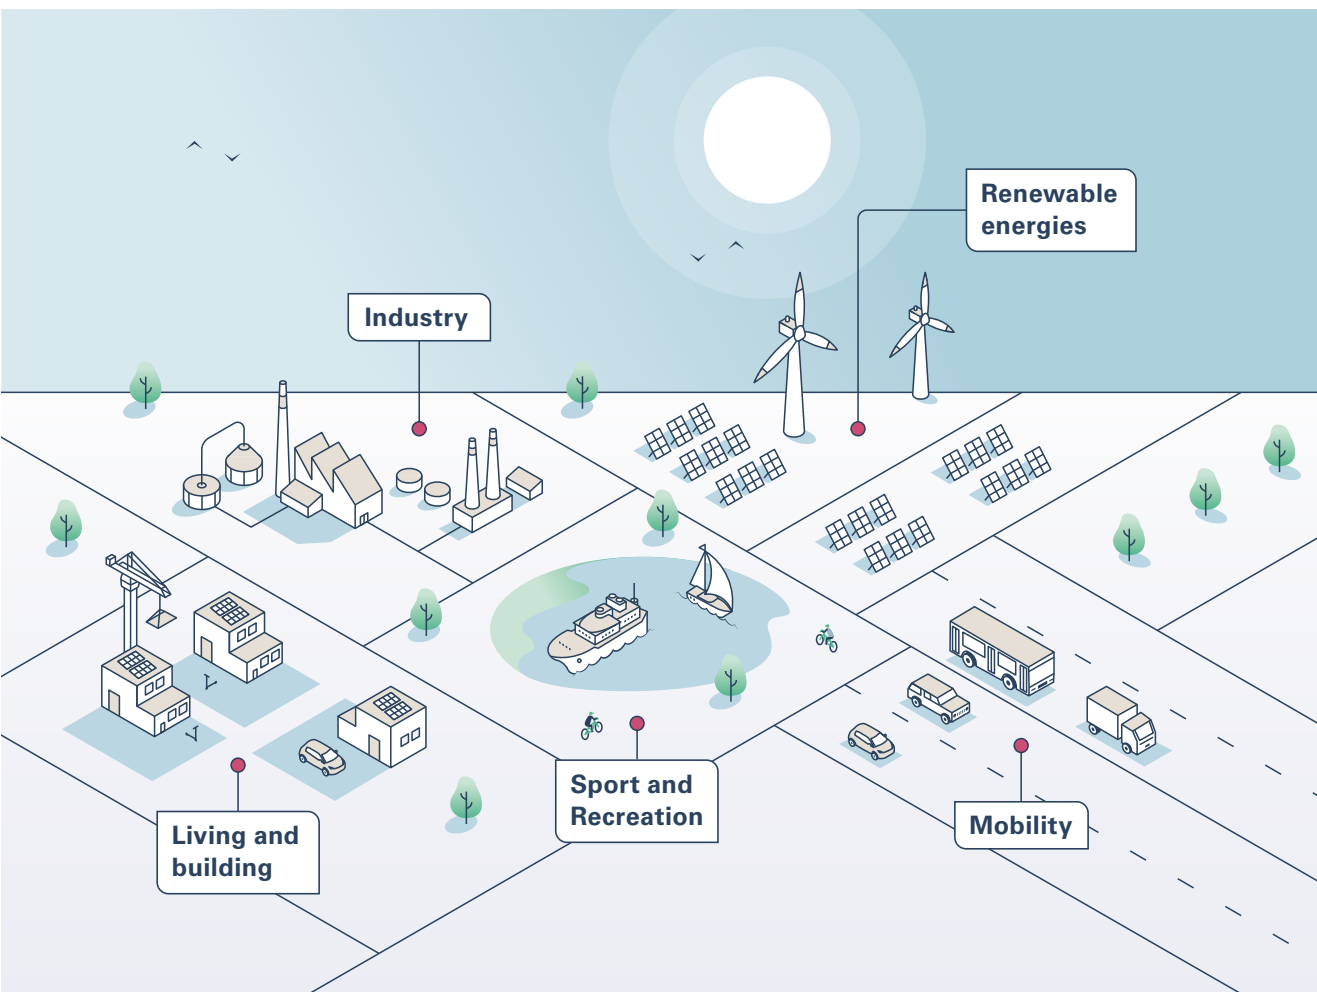 Renewable
energies
Industry
Sport and
Recreation
Mobility
Living and
building